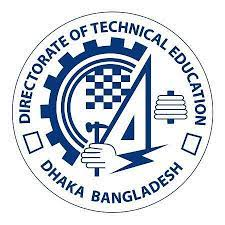 DIRECTORATE OF TECHNICAL EDUCATION
DHAKA BANGLADESH